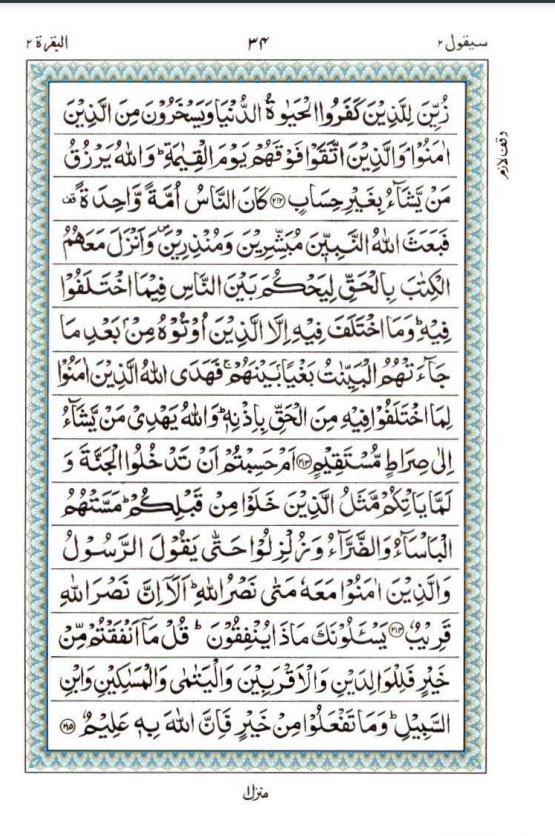 سیقول ٢
٣٤
البقرة ٢
زُيِّنَ لِلَّذِيْنَ كَفَرُوا الْحَيٰوةُ الدُّنْيَا وَيَسْخَرُوْنَ مِنَ الَّذِيْنَ
وقف لازم
اٰمَنُوْا ۘ وَالَّذِيْنَ اتَّقَوْا فَوْقَهُمْ يَوْمَ الْقِيٰمَةِ ؕ وَاللّٰهُ يَرْزُقُ
مَنْ يَّشَآءُ بِغَيْرِ حِسَابٍ ﴿٢١٢﴾ كَانَ النَّاسُ اُمَّةً وَّاحِدَةً قف
فَبَعَثَ اللّٰهُ النَّبِيّٖنَ مُبَشِّرِيْنَ وَمُنْذِرِيْنَ ۪ وَاَنْزَلَ مَعَهُمُ
الْكِتٰبَ بِالْحَقِّ لِيَحْكُمَ بَيْنَ النَّاسِ فِيْمَا اخْتَلَفُوْا
فِيْهِ ؕ وَمَا اخْتَلَفَ فِيْهِ اِلَّا الَّذِيْنَ اُوْتُوْهُ مِنْۢ بَعْدِ مَا
جَآءَتْهُمُ الْبَيِّنٰتُ بَغْيًاۢ بَيْنَهُمْ ۚ فَهَدَى اللّٰهُ الَّذِيْنَ اٰمَنُوْا
لِمَا اخْتَلَفُوْا فِيْهِ مِنَ الْحَقِّ بِاِذْنِهٖ ؕ وَاللّٰهُ يَهْدِيْ مَنْ يَّشَآءُ
اِلٰى صِرَاطٍ مُّسْتَقِيْمٍ ﴿٢١٣﴾ اَمْ حَسِبْتُمْ اَنْ تَدْخُلُوا الْجَنَّةَ وَ
لَمَّا يَاْتِكُمْ مَّثَلُ الَّذِيْنَ خَلَوْا مِنْ قَبْلِكُمْ ؕ مَسَّتْهُمُ
الْبَاْسَآءُ وَالضَّرَّآءُ وَزُلْزِلُوْا حَتّٰى يَقُوْلَ الرَّسُوْلُ
وَالَّذِيْنَ اٰمَنُوْا مَعَهٗ مَتٰى نَصْرُ اللّٰهِ ؕ اَلَاۤ اِنَّ نَصْرَ اللّٰهِ
قَرِيْبٌ ﴿٢١٤﴾ يَسْـَٔلُوْنَكَ مَاذَا يُنْفِقُوْنَ ؕ قُلْ مَاۤ اَنْفَقْتُمْ مِّنْ
خَيْرٍ فَلِلْوَالِدَيْنِ وَالْاَقْرَبِيْنَ وَالْيَتٰمٰى وَالْمَسٰكِيْنِ وَابْنِ
السَّبِيْلِ ؕ وَمَا تَفْعَلُوْا مِنْ خَيْرٍ فَاِنَّ اللّٰهَ بِهٖ عَلِيْمٌ ﴿٢١٥﴾
منزل ١